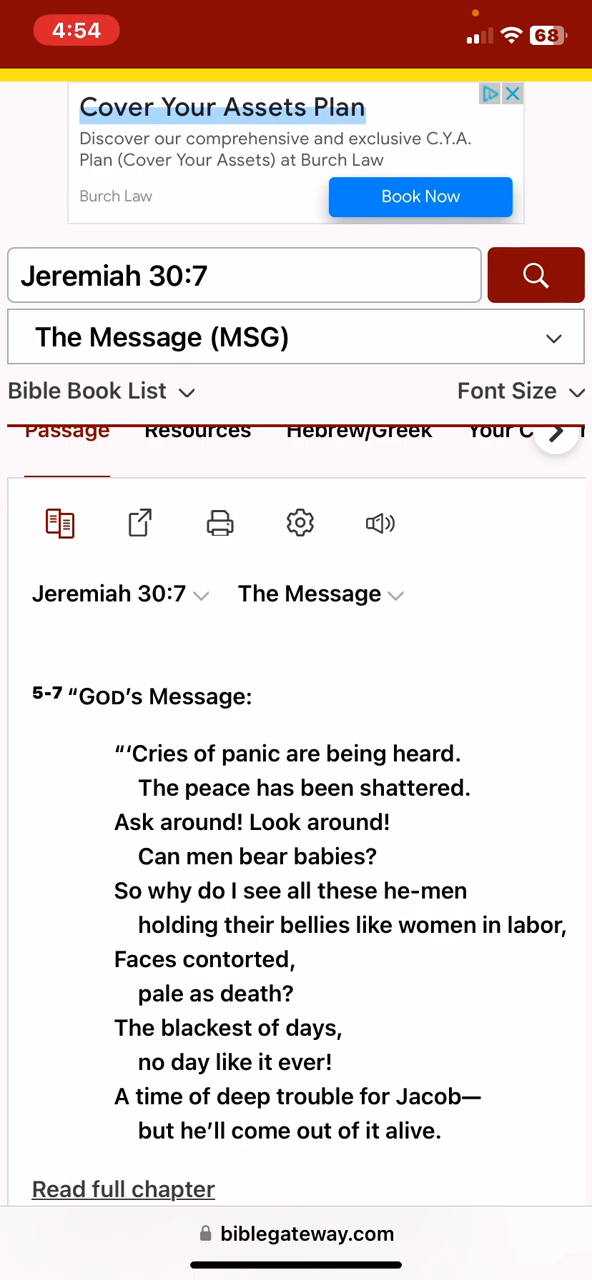 4:54
68
Cover Your Assets Plan
Discover our comprehensive and exclusive C.Y.A.
Plan (Cover Your Assets) at Burch Law
Burch Law
Book Now
Jeremiah 30:7
The Message (MSG)
Bible Book List
Font Size
Passage Resources Hebrew/Greek Your C
Jeremiah 30:7 The Message
5-7 “GOD’s Message:
“‘Cries of panic are being heard.
The peace has been shattered.
Ask around! Look around!
Can men bear babies?
So why do I see all these he-men
holding their bellies like women in labor,
Faces contorted,
pale as death?
The blackest of days,
no day like it ever!
A time of deep trouble for Jacob—
but he’ll come out of it alive.
Read full chapter
biblegateway.com